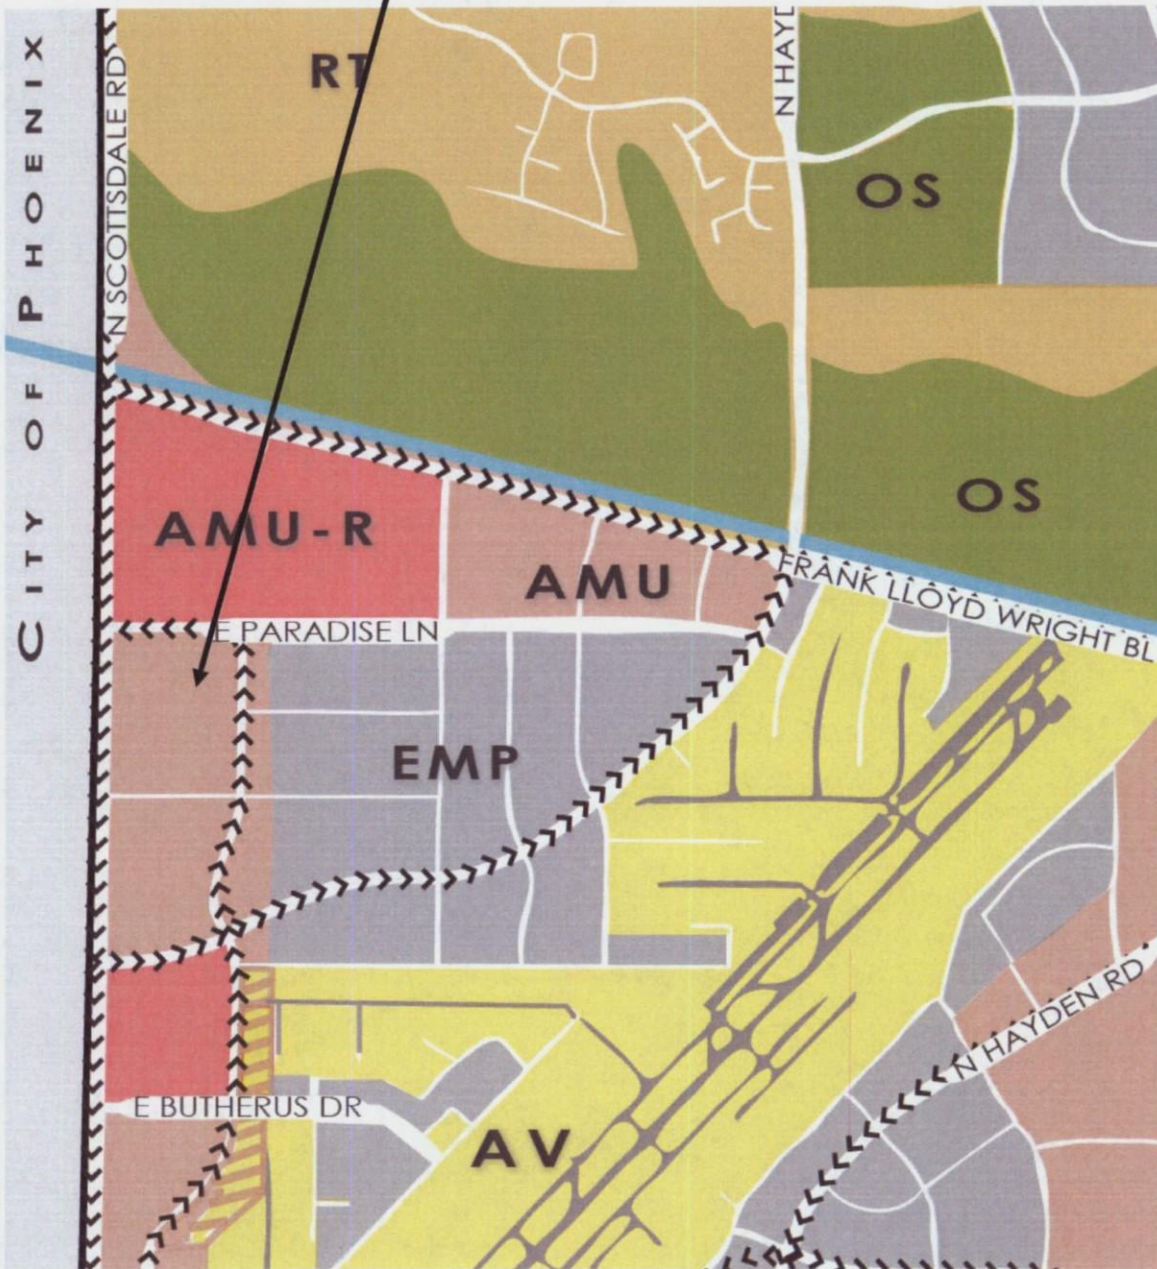 CITY OF PHOENIX
N SCOTTSDALE RD
RT
N HAYD
OS
OS
AMU-R
AMU
FRANK LLOYD WRIGHT BL
E PARADISE LN
EMP
N HAYDEN RD
E BUTHERUS DR
AV